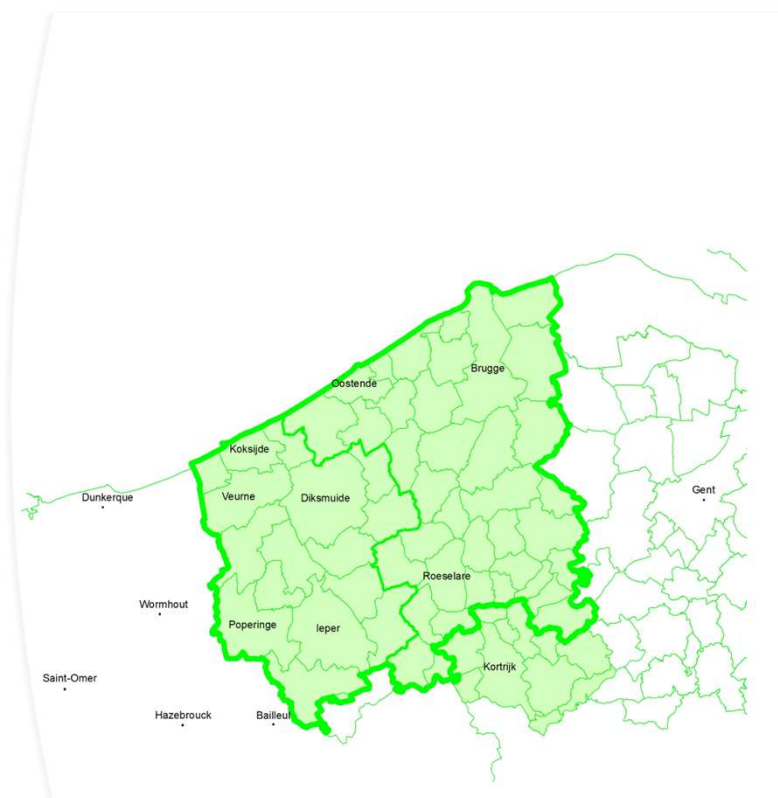 Brugge
Oostende
Koksijde
Veurne
Diksmuide
Dunkerque
Gent
Roeselare
Wormhout
Poperinge
Ieper
Kortrijk
Saint-Omer
Hazebrouck
Bailleul